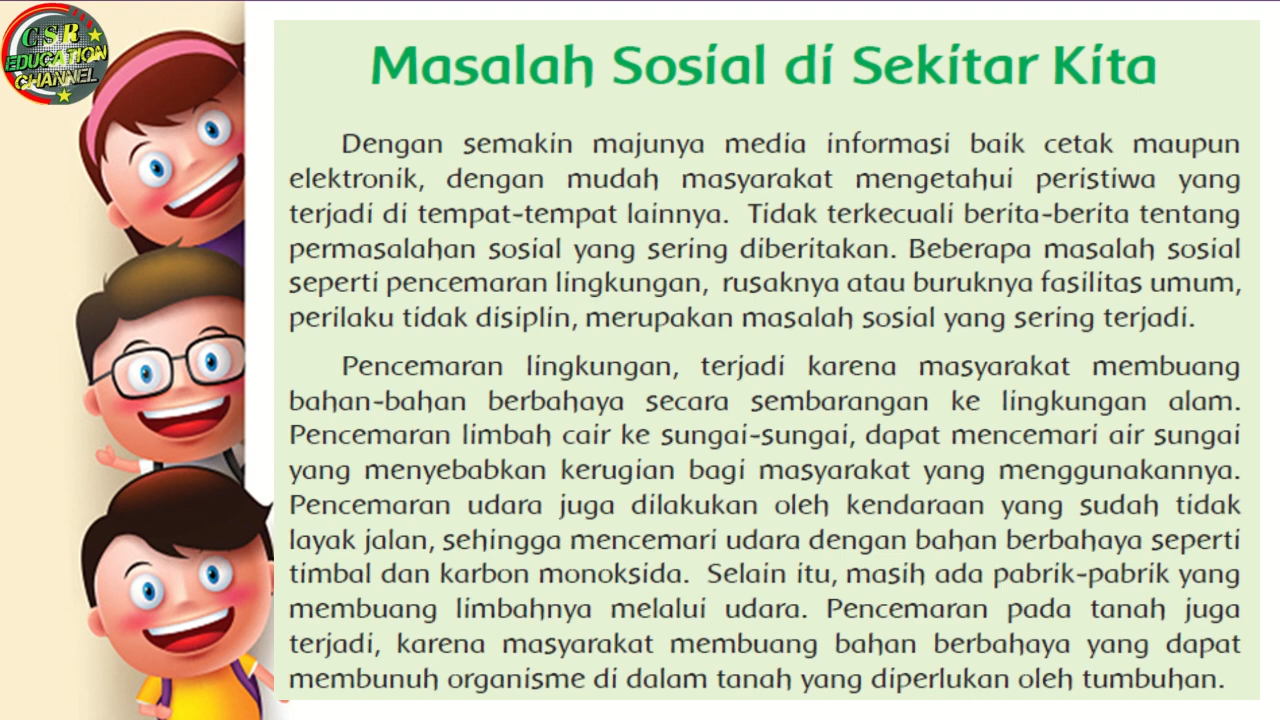 CSR
EDUCATION
CHANNEL
Masalah Sosial di Sekitar Kita
Dengan semakin majunya media informasi baik cetak maupun
elektronik, dengan mudah masyarakat mengetahui peristiwa yang
terjadi di tempat-tempat lainnya. Tidak terkecuali berita-berita tentang
permasalahan sosial yang sering diberitakan. Beberapa masalah sosial
seperti pencemaran lingkungan, rusaknya atau buruknya fasilitas umum,
perilaku tidak disiplin, merupakan masalah sosial yang sering terjadi.
Pencemaran lingkungan, terjadi karena masyarakat membuang
bahan-bahan berbahaya secara sembarangan ke lingkungan alam.
Pencemaran limbah cair ke sungai-sungai, dapat mencemari air sungai
yang menyebabkan kerugian bagi masyarakat yang menggunakannya.
Pencemaran udara juga dilakukan oleh kendaraan yang sudah tidak
layak jalan, sehingga mencemari udara dengan bahan berbahaya seperti
timbal dan karbon monoksida. Selain itu, masih ada pabrik-pabrik yang
membuang limbahnya melalui udara. Pencemaran pada tanah juga
terjadi, karena masyarakat membuang bahan berbahaya yang dapat
membunuh organisme di dalam tanah yang diperlukan oleh tumbuhan.